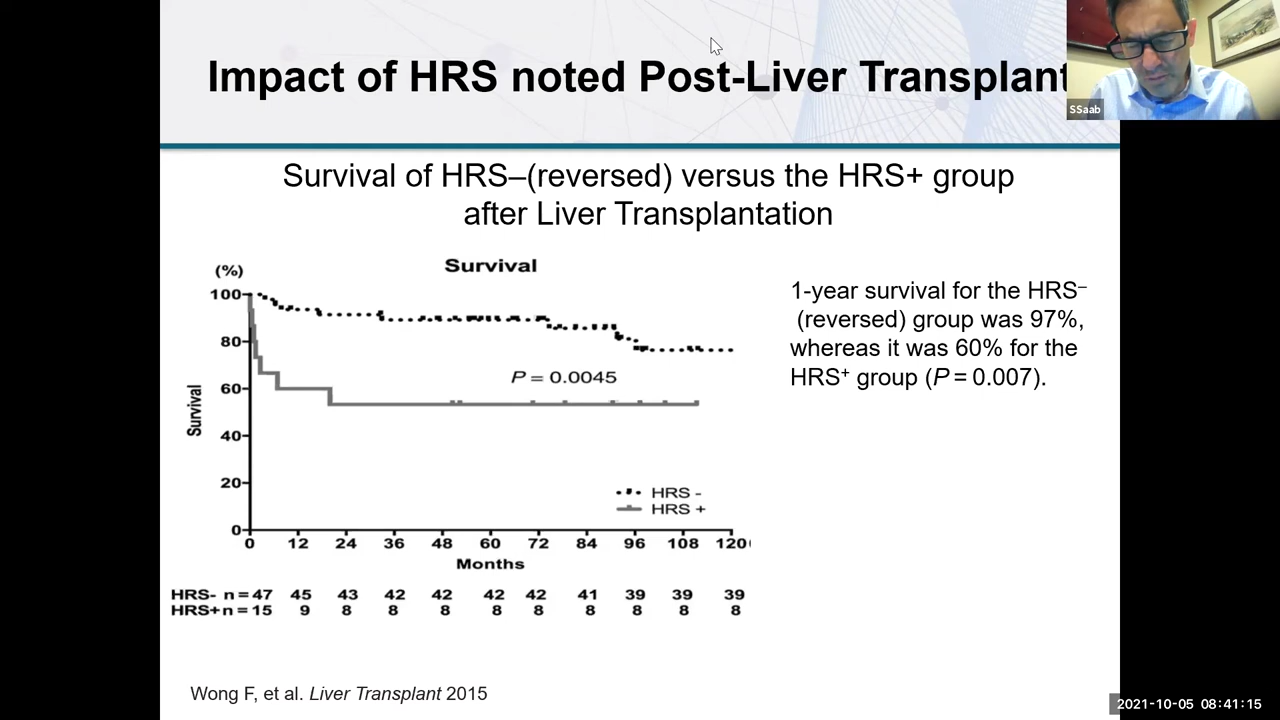 Impact of HRS noted Post-Liver Transplant
SSaab
Survival of HRS–(reversed) versus the HRS+ group
after Liver Transplantation
Survival
(%)
100
80
60
40
20
0
Survival
P = 0.0045
HRS -
HRS +
0 12 24 36 48 60 72 84 96 108 120
Months
HRS- n=47 45 43 42 42 42 42 41 39 39 39
HRS+n=15 9 8 8 8 8 8 8 8 8 8
1-year survival for the HRS–
(reversed) group was 97%,
whereas it was 60% for the
HRS+ group (P = 0.007).
Wong F, et al. Liver Transplant 2015
2021-10-05 08:41:15